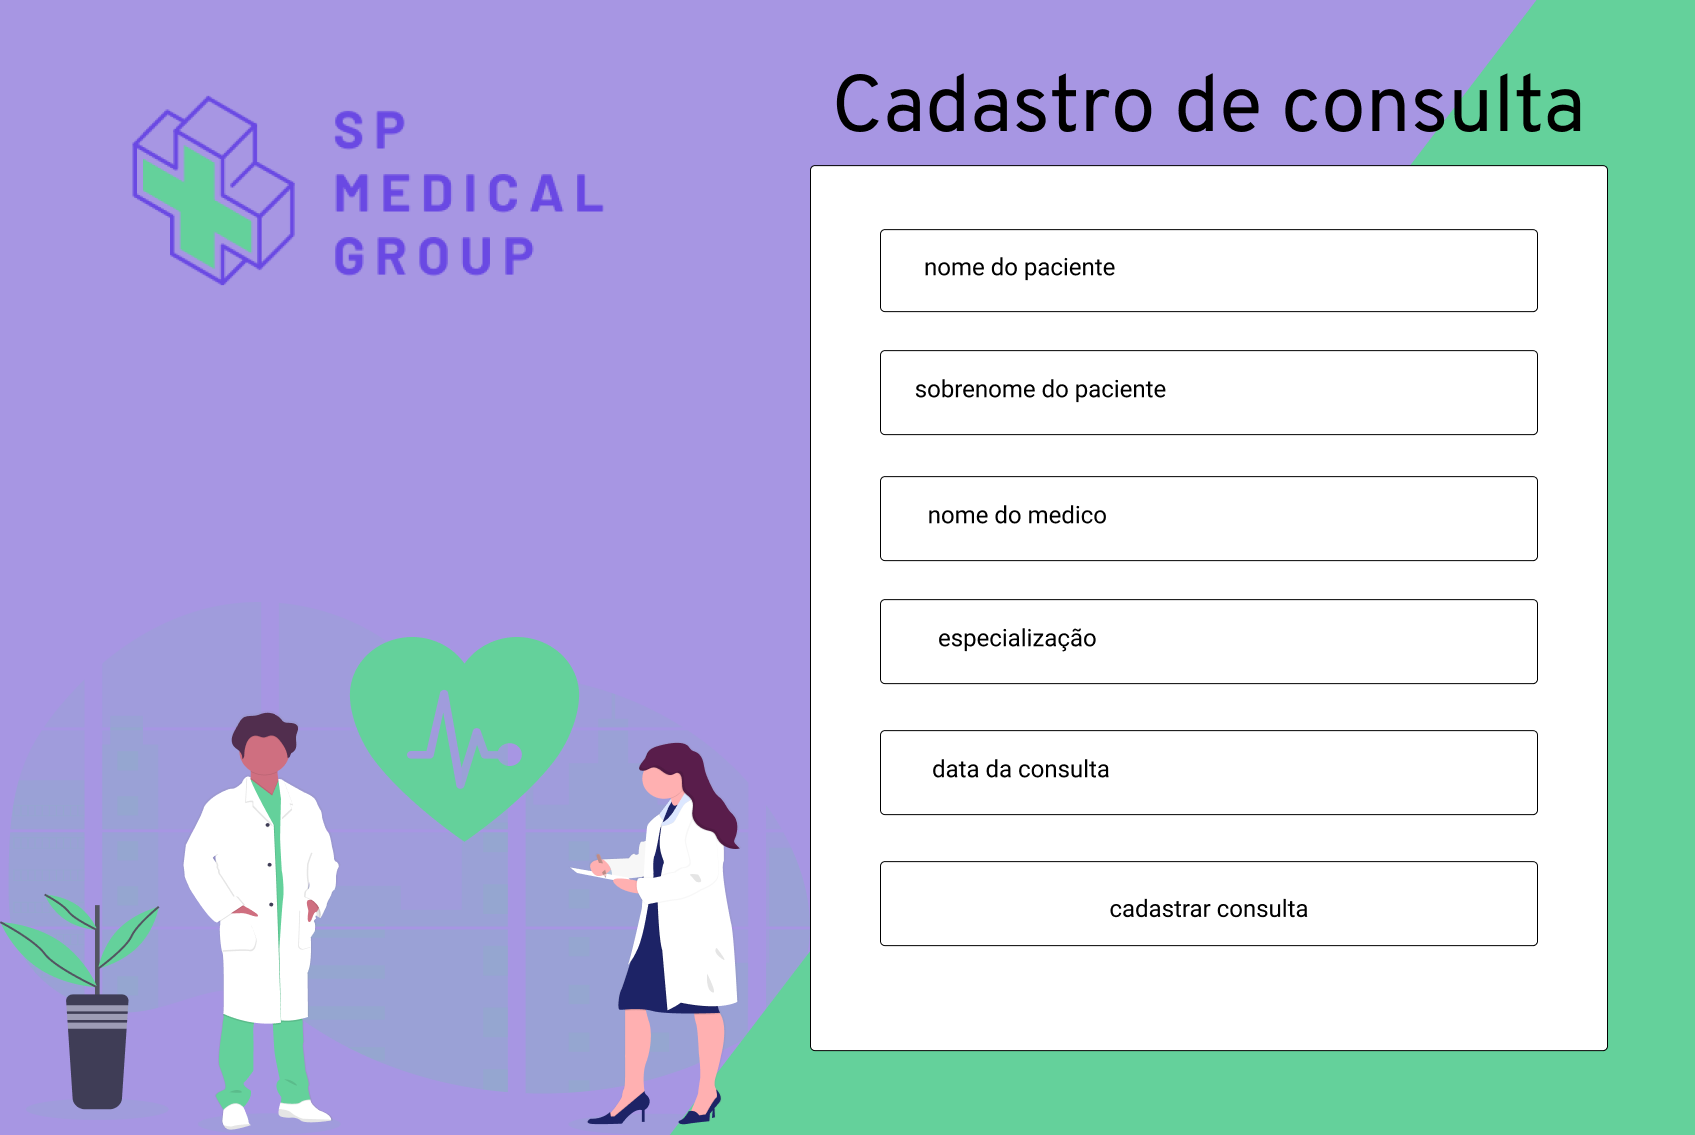 SP
MEDICAL
GROUP
Cadastro de consulta
nome do paciente
sobrenome do paciente
nome do medico
especialização
data da consulta
cadastrar consulta